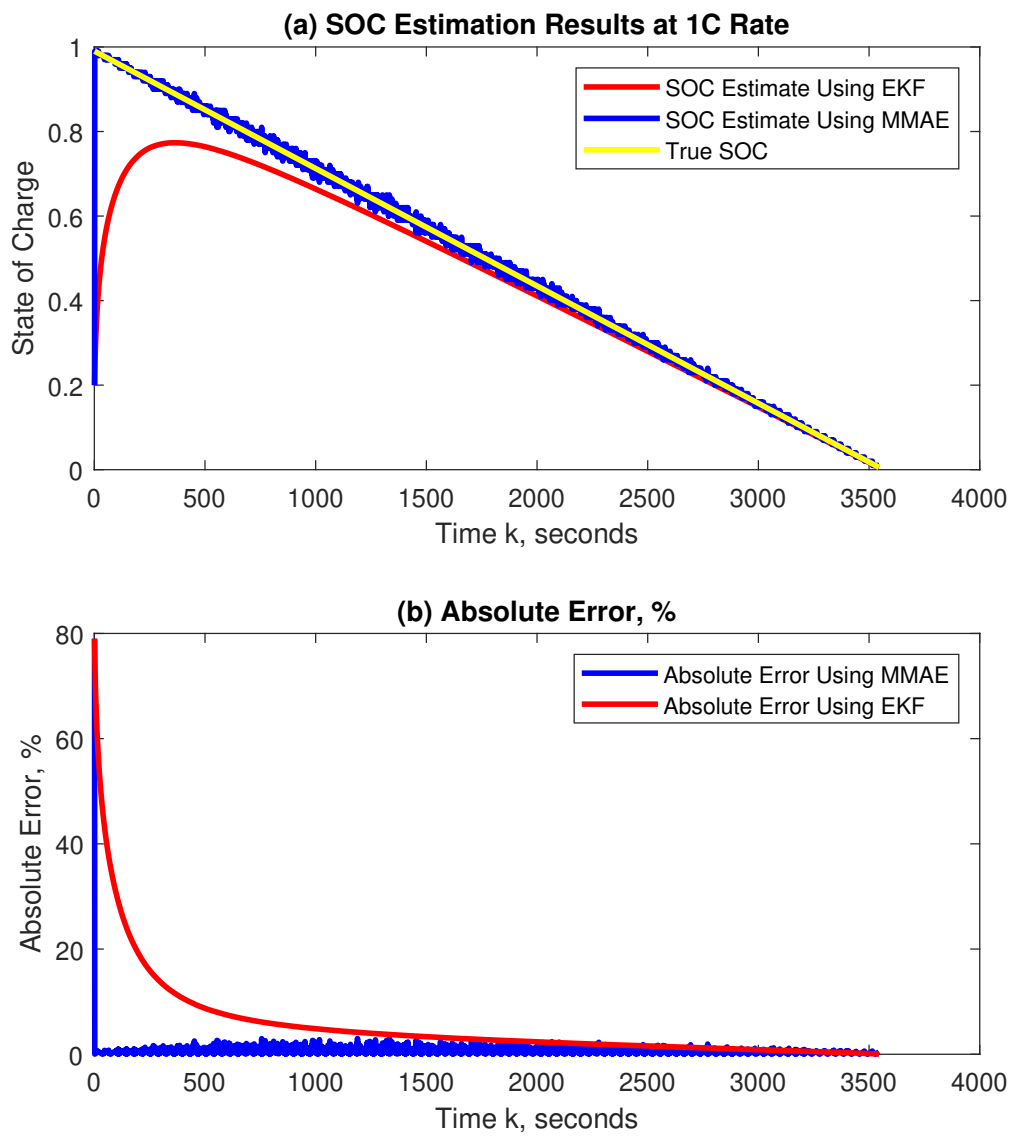 (a) SOC Estimation Results at 1C Rate
1
0.8
0.6
0.4
0.2
0
State of Charge
SOC Estimate Using EKF
SOC Estimate Using MMAE
True SOC
0 500 1000 1500 2000 2500 3000 3500 4000
Time k, seconds
(b) Absolute Error, %
80
60
40
20
0
Absolute Error, %
Absolute Error Using MMAE
Absolute Error Using EKF
0 500 1000 1500 2000 2500 3000 3500 4000
Time k, seconds